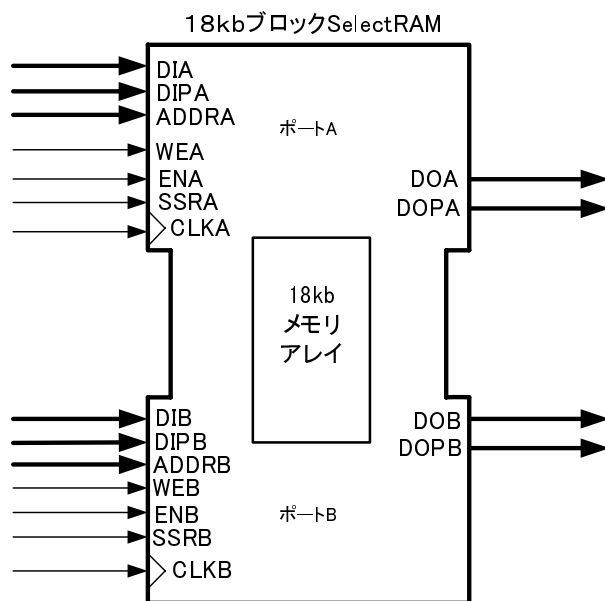 18kbブロックSelectRAM
DIA
DIPA
ADDRA
ポートA
WEA
ENA
SSRA
CLKA
DOA
DOPA
18kb
メモリ
アレイ
DIB
DIPB
ADDRB
WEB
ENB
SSRB
CLKB
ポートB
DOB
DOPB